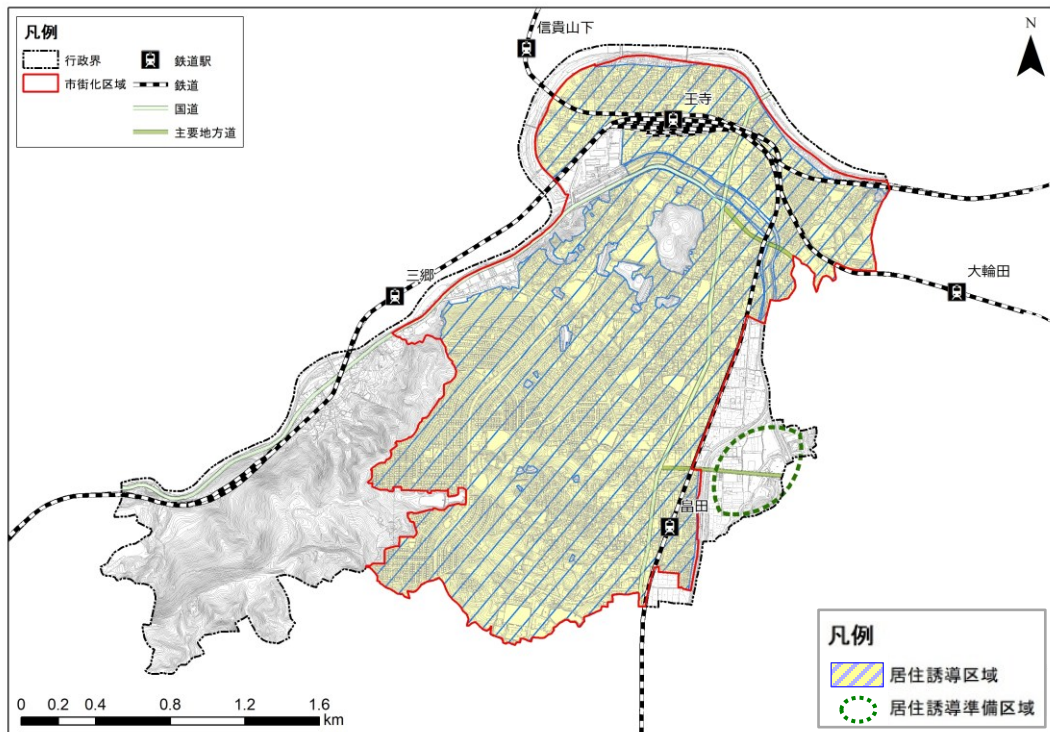 凡例
行政界
鉄道駅
市街化区域
鉄道
国道
主要地方道
信貴山下
N
王寺
三郷
大輪田
畠田
0 0.2 0.4 0.8 1.2 1.6
km
凡例
居住誘導区域
居住誘導準備区域